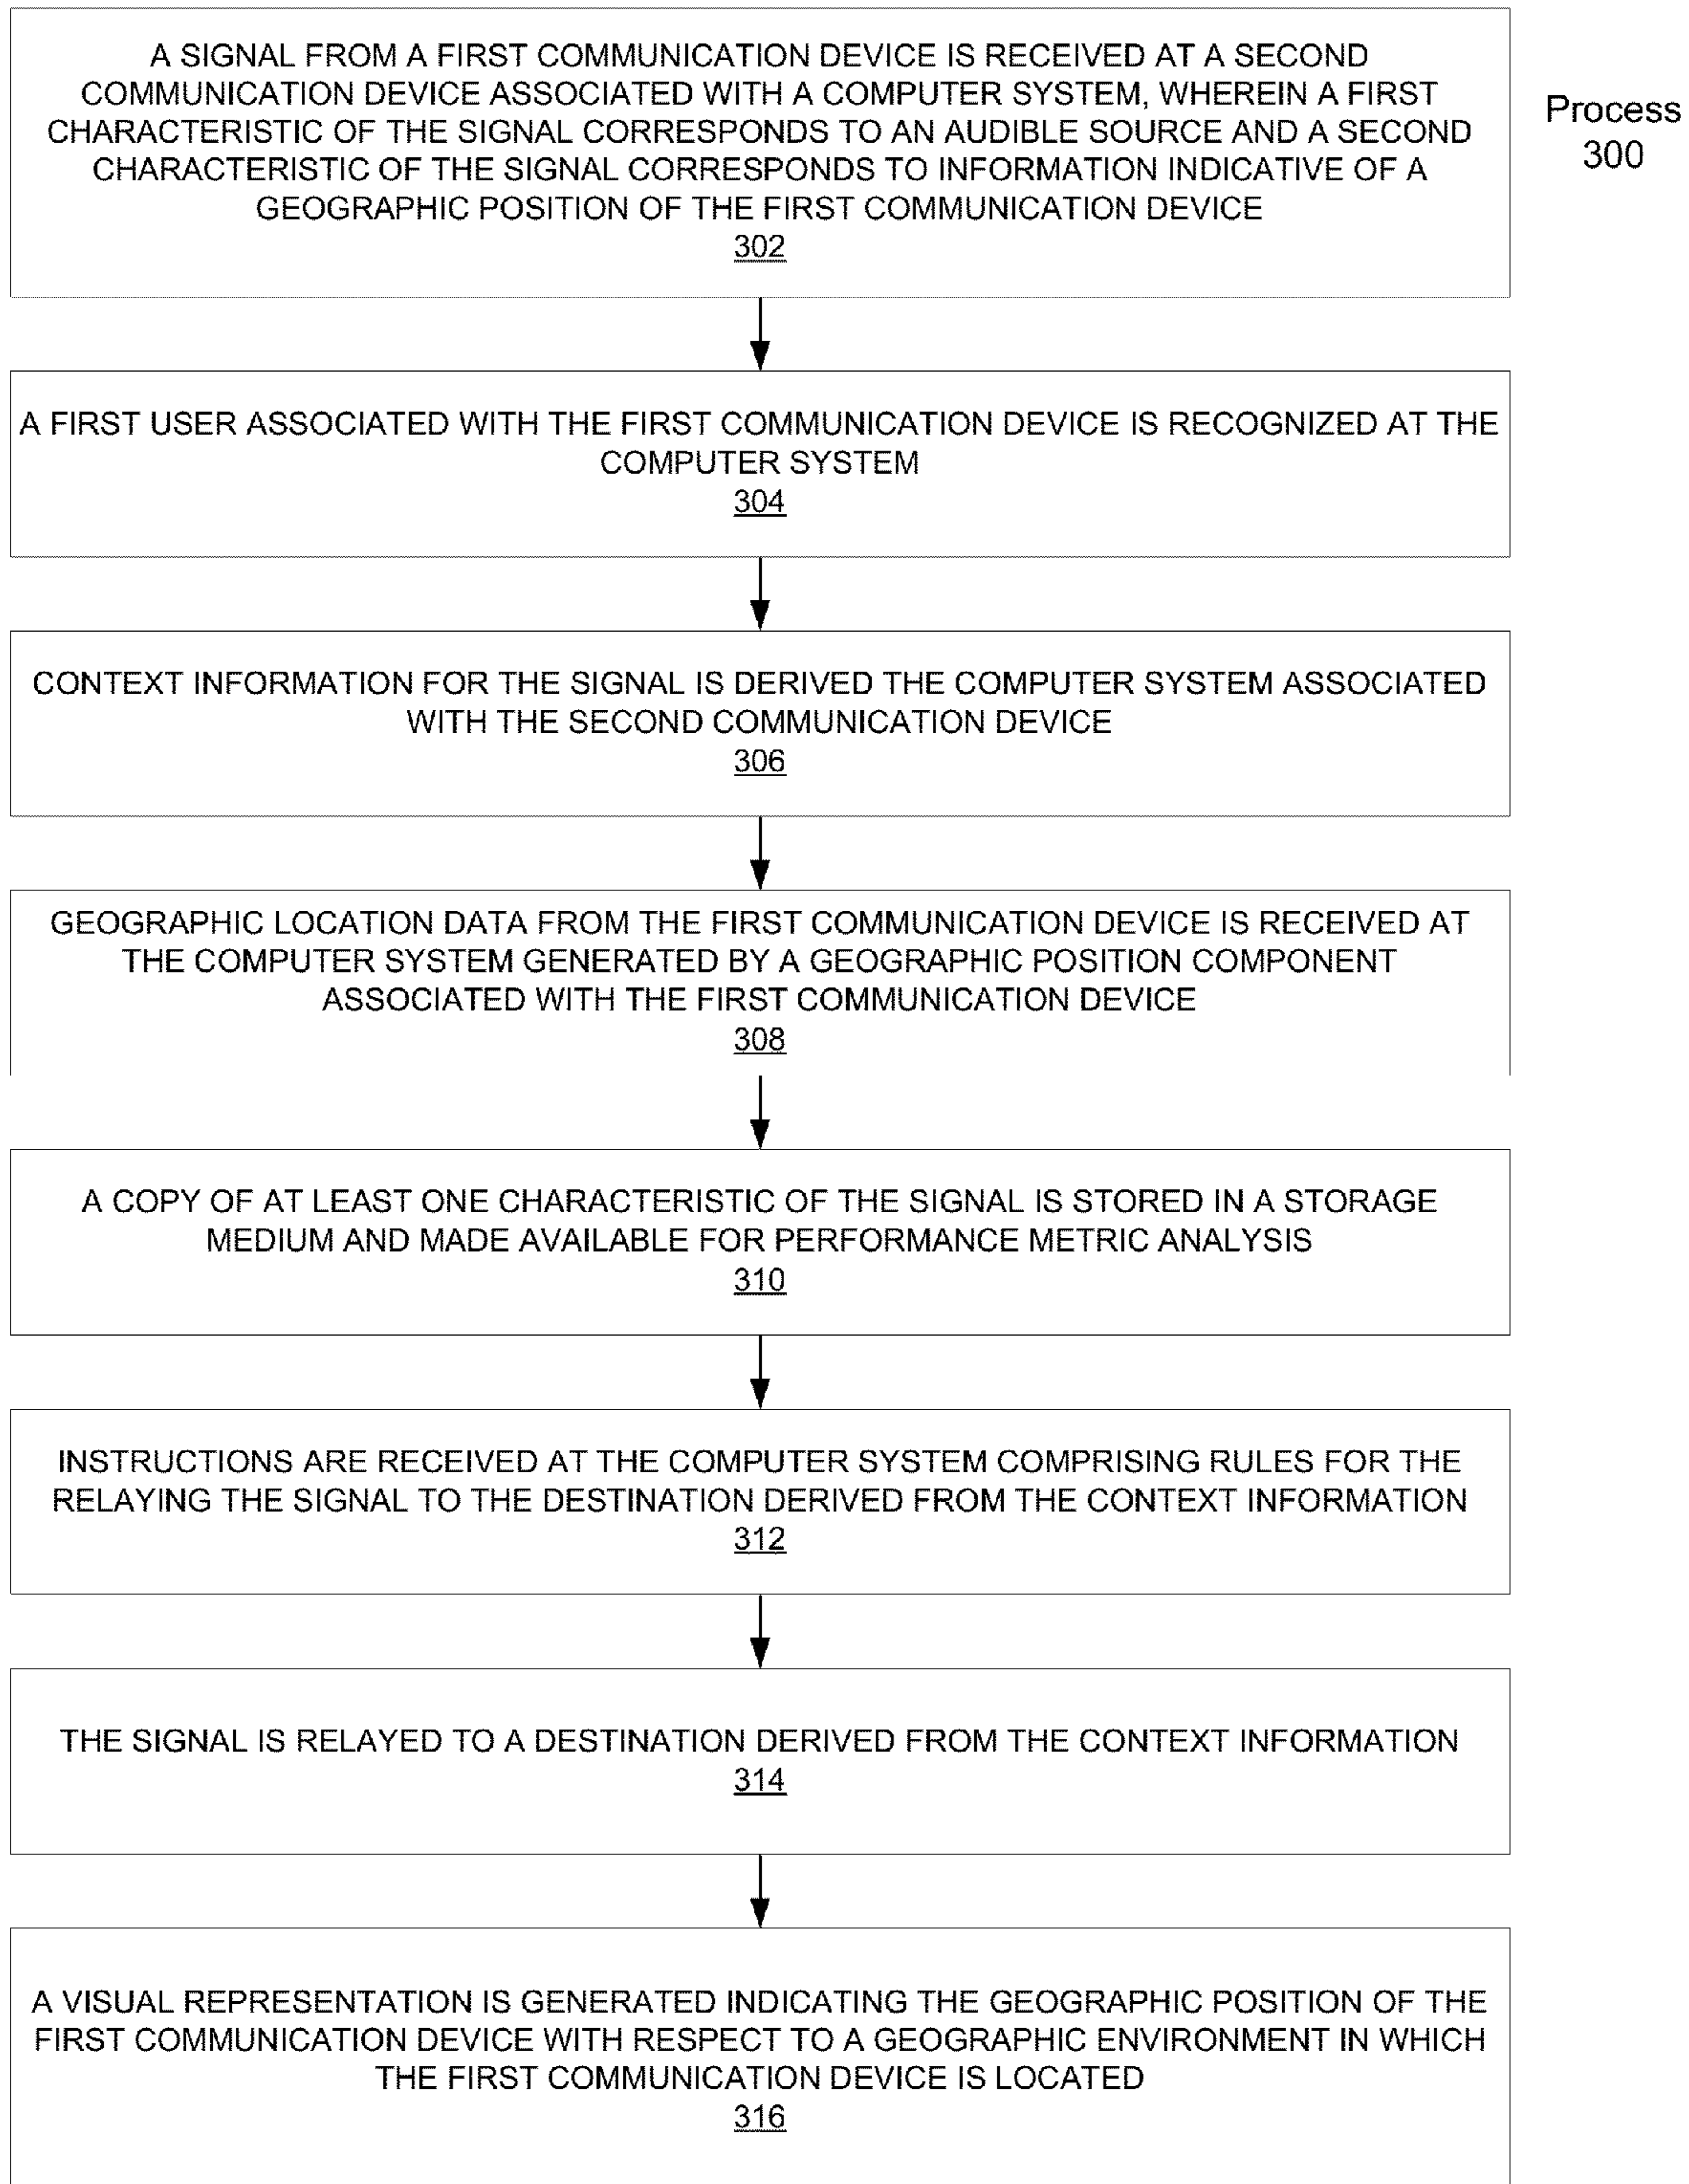 A SIGNAL FROM A FIRST COMMUNICATION DEVICE IS RECEIVED AT A SECOND
COMMUNICATION DEVICE ASSOCIATED WITH A COMPUTER SYSTEM, WHEREIN A FIRST
CHARACTERISTIC OF THE SIGNAL CORRESPONDS TO AN AUDIBLE SOURCE AND A SECOND
CHARACTERISTIC OF THE SIGNAL CORRESPONDS TO INFORMATION INDICATIVE OF A
GEOGRAPHIC POSITION OF THE FIRST COMMUNICATION DEVICE
302
Process
300
A FIRST USER ASSOCIATED WITH THE FIRST COMMUNICATION DEVICE IS RECOGNIZED AT THE
COMPUTER SYSTEM
304
CONTEXT INFORMATION FOR THE SIGNAL IS DERIVED THE COMPUTER SYSTEM ASSOCIATED
WITH THE SECOND COMMUNICATION DEVICE
306
GEOGRAPHIC LOCATION DATA FROM THE FIRST COMMUNICATION DEVICE IS RECEIVED AT
THE COMPUTER SYSTEM GENERATED BY A GEOGRAPHIC POSITION COMPONENT
ASSOCIATED WITH THE FIRST COMMUNICATION DEVICE
308
A COPY OF AT LEAST ONE CHARACTERISTIC OF THE SIGNAL IS STORED IN A STORAGE
MEDIUM AND MADE AVAILABLE FOR PERFORMANCE METRIC ANALYSIS
310
INSTRUCTIONS ARE RECEIVED AT THE COMPUTER SYSTEM COMPRISING RULES FOR THE
RELAYING THE SIGNAL TO THE DESTINATION DERIVED FROM THE CONTEXT INFORMATION
312
THE SIGNAL IS RELAYED TO A DESTINATION DERIVED FROM THE CONTEXT INFORMATION
314
A VISUAL REPRESENTATION IS GENERATED INDICATING THE GEOGRAPHIC POSITION OF THE
FIRST COMMUNICATION DEVICE WITH RESPECT TO A GEOGRAPHIC ENVIRONMENT IN WHICH
THE FIRST COMMUNICATION DEVICE IS LOCATED
316